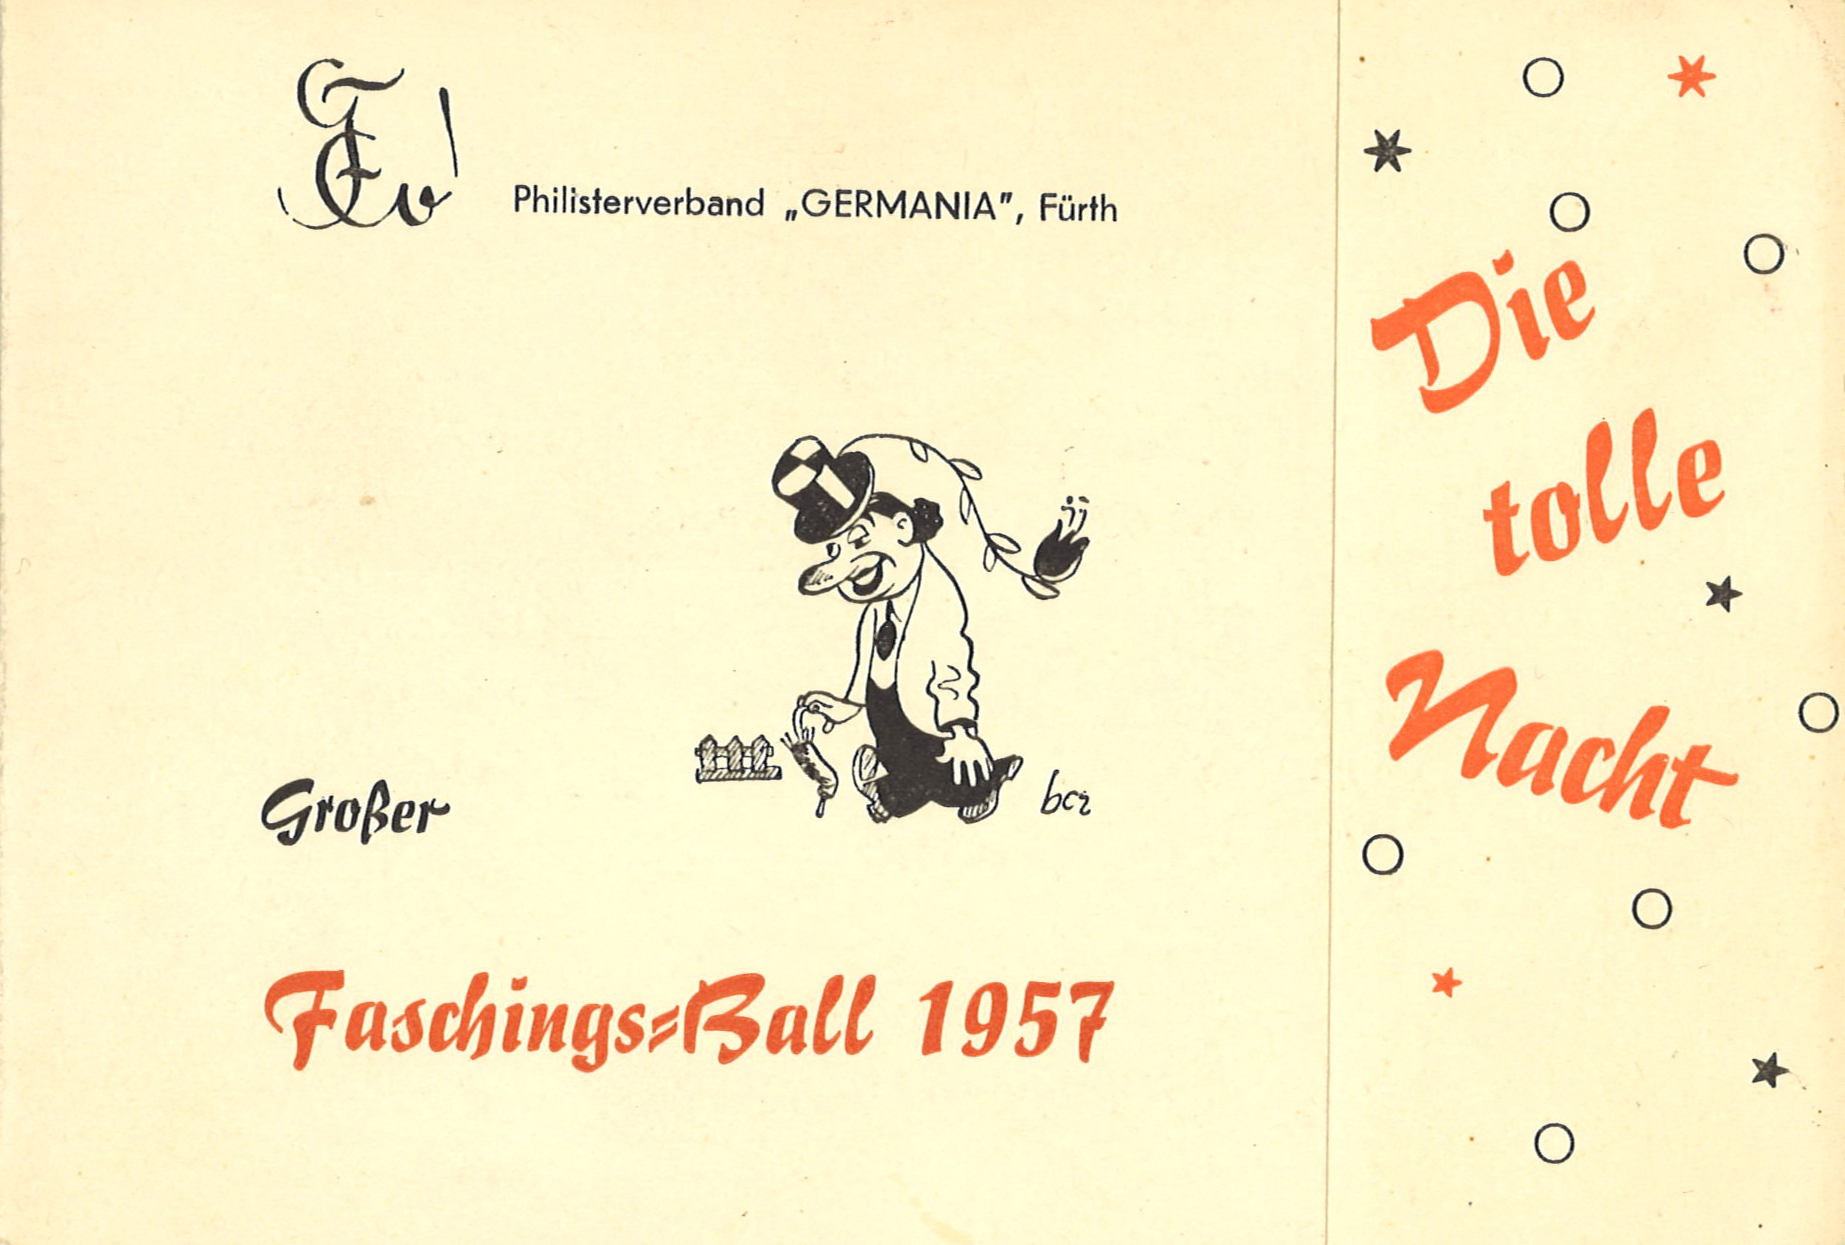 Philisterverband „GERMANIA”, Fürth
Großer
Faschings=Ball 1957
Die
tolle
Nacht